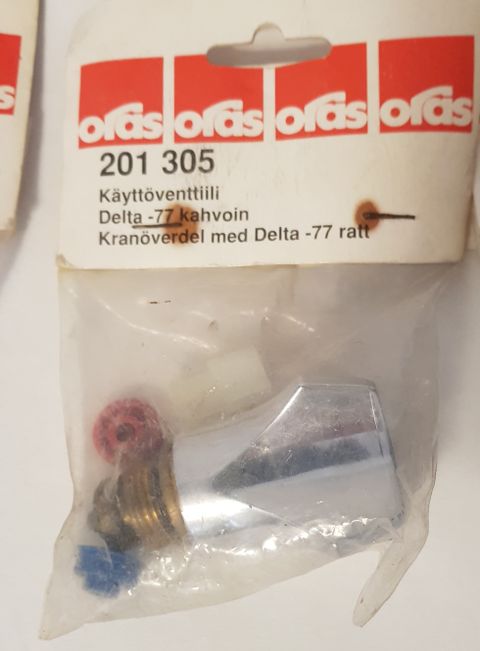 oras oras oras oras
201 305
Käyttöventtiili
Delta -77 kahvoin
Kranöverdel med Delta -77 ratt